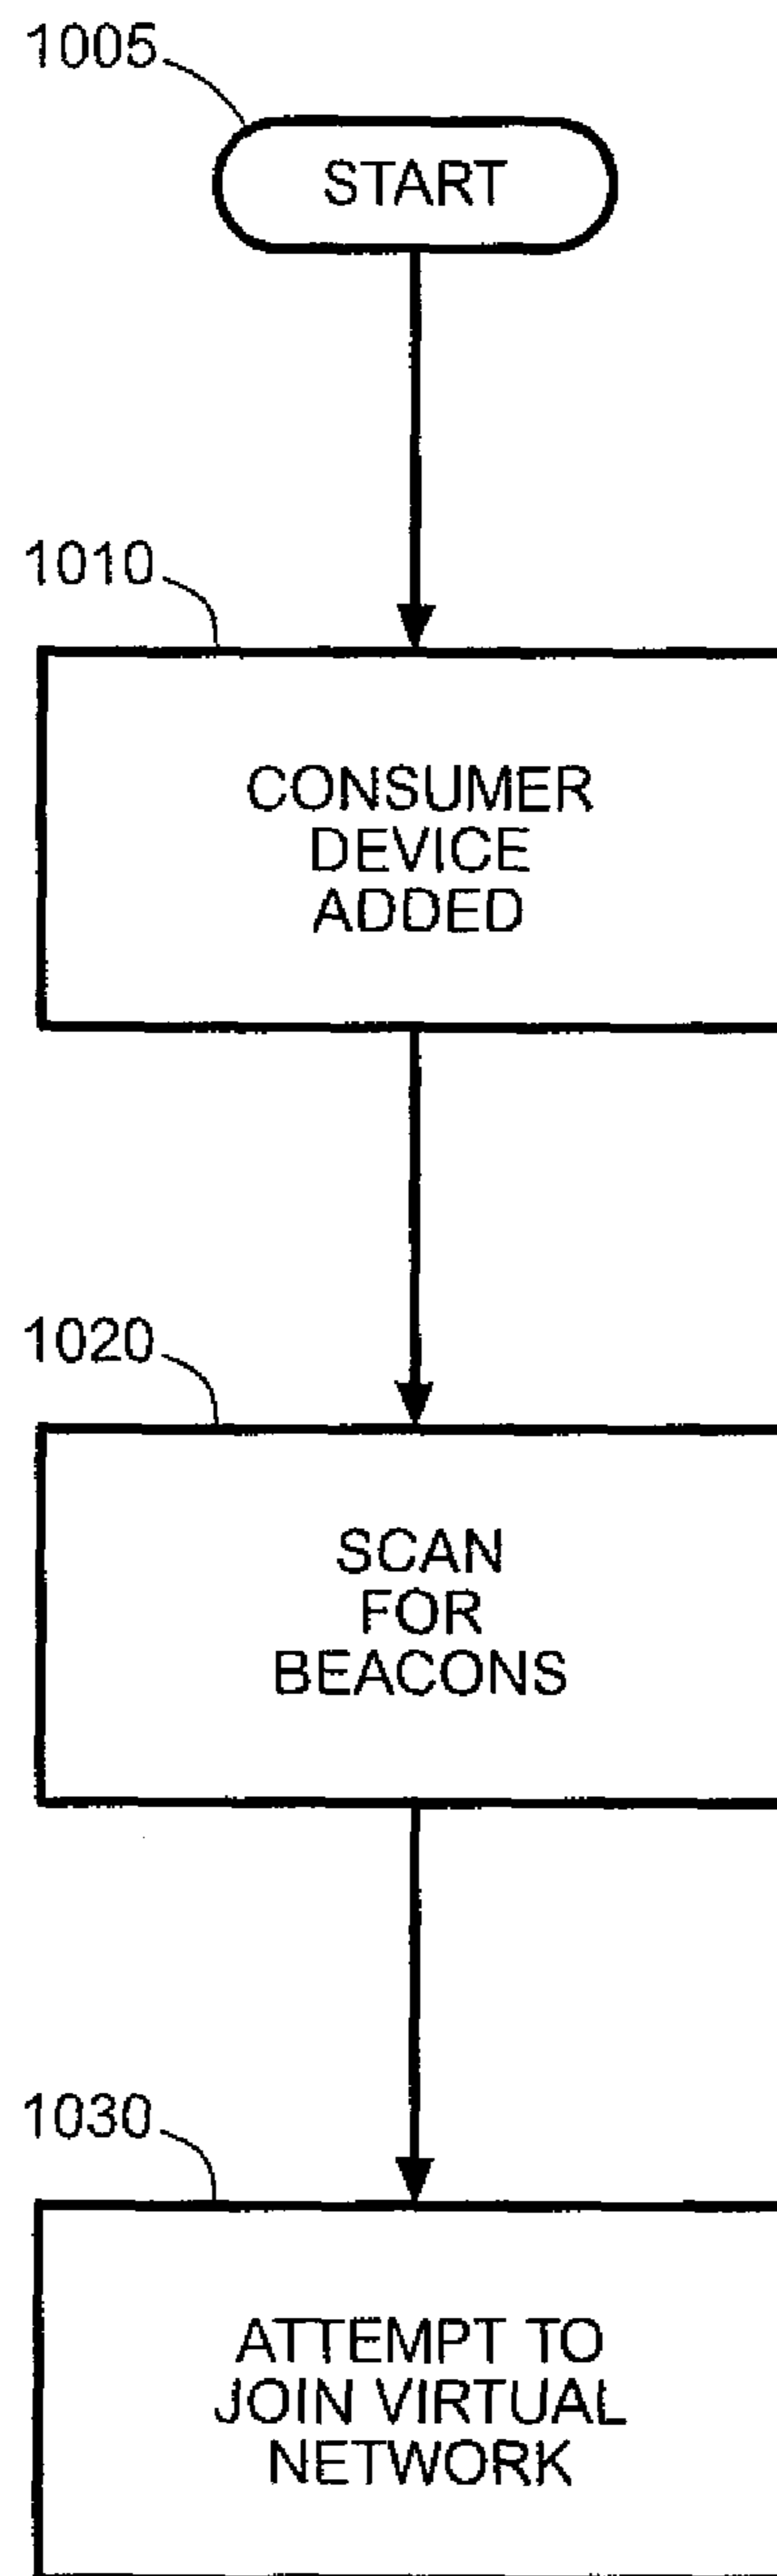 1005
START
1010
CONSUMER
DEVICE
ADDED
1020
SCAN
FOR
BEACONS
1030
ATTEMPT TO
JOIN VIRTUAL
NETWORK